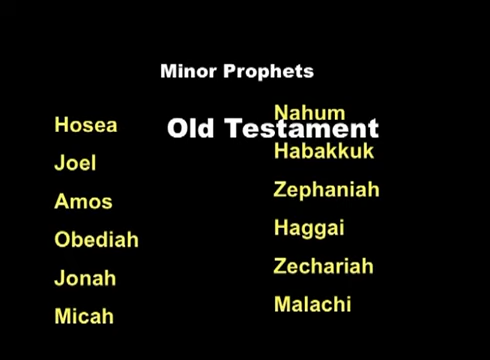 Minor Prophets
Old Testament
Hosea
Joel
Amos
Obediah
Jonah
Micah
Nahum
Habakkuk
Zephaniah
Haggai
Zechariah
Malachi